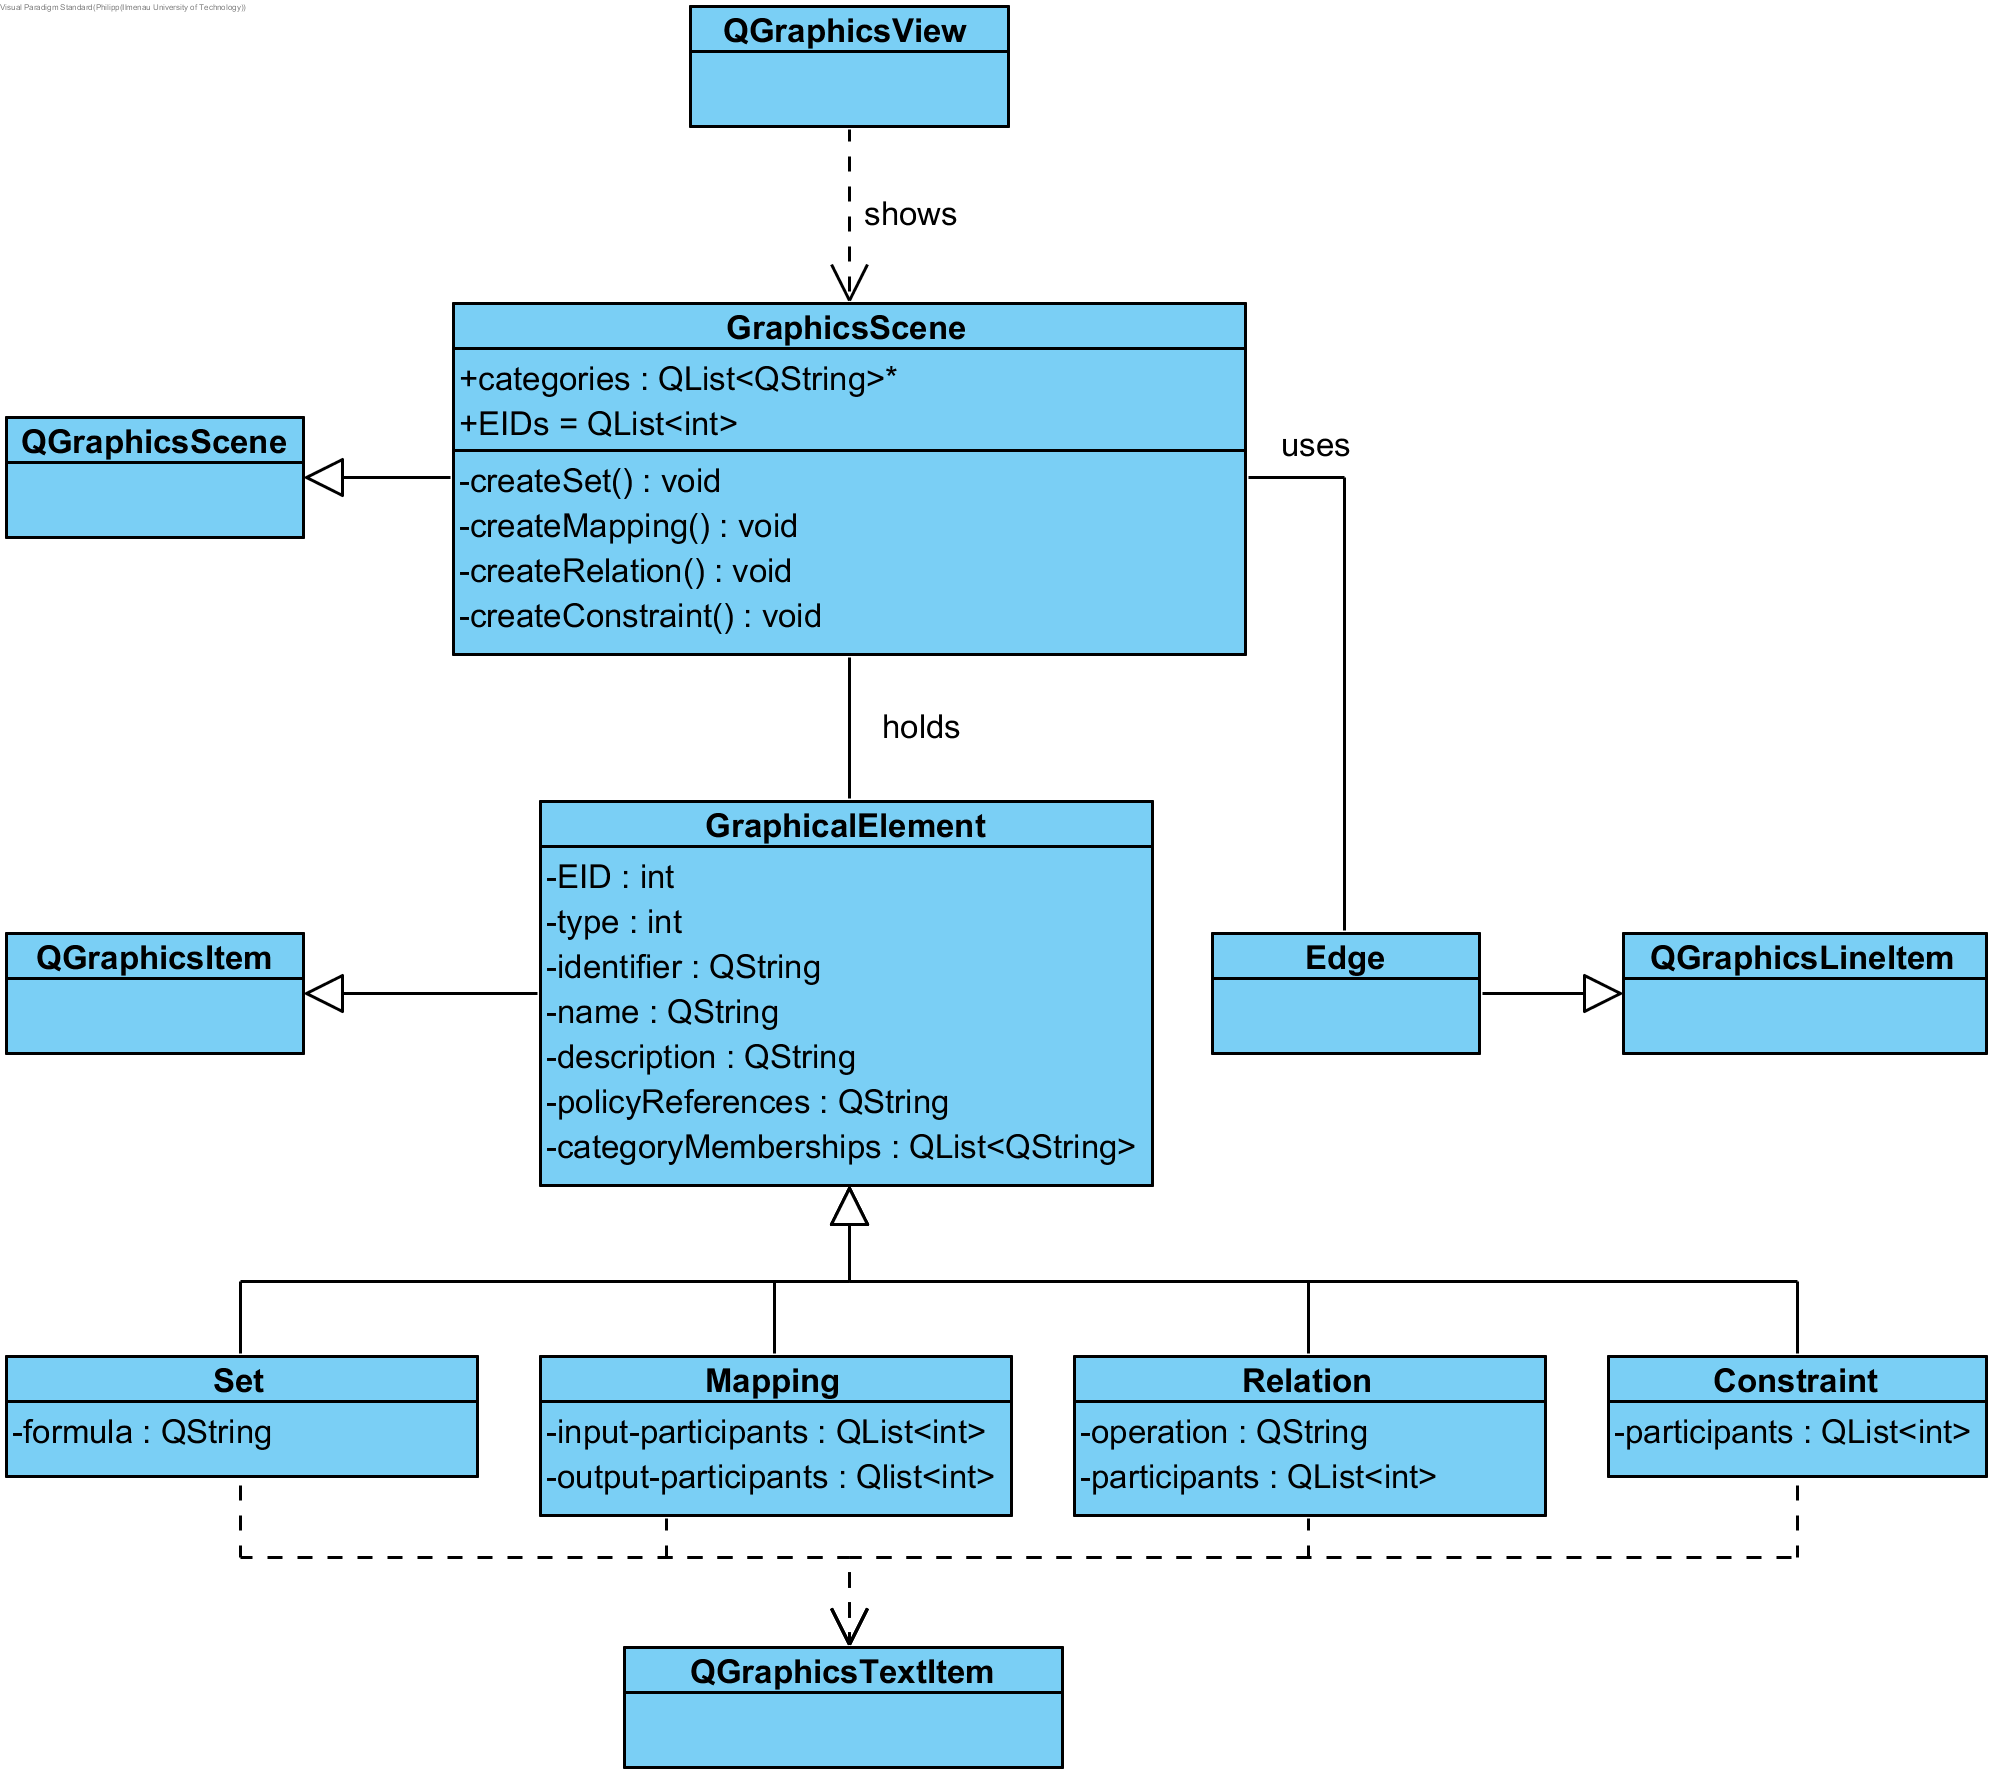 Visual Paradigm Standard(Philipp(Ilmenau University of Technology))
QGraphicsView
shows
GraphicsScene
+categories : QList<QString>*
+EIDs = QList<int>
-createSet() : void
-createMapping() : void
-createRelation() : void
-createConstraint() : void
QGraphicsScene
uses
holds
GraphicalElement
-EID : int
-type : int
-identifier : QString
-name : QString
-description : QString
-policyReferences : QString
-categoryMemberships : QList<QString>
QGraphicsItem
Edge
QGraphicsLineItem
Set
-formula : QString
Mapping
-input-participants : QList<int>
-output-participants : Qlist<int>
Relation
-operation : QString
-participants : QList<int>
Constraint
-participants : QList<int>
QGraphicsTextItem